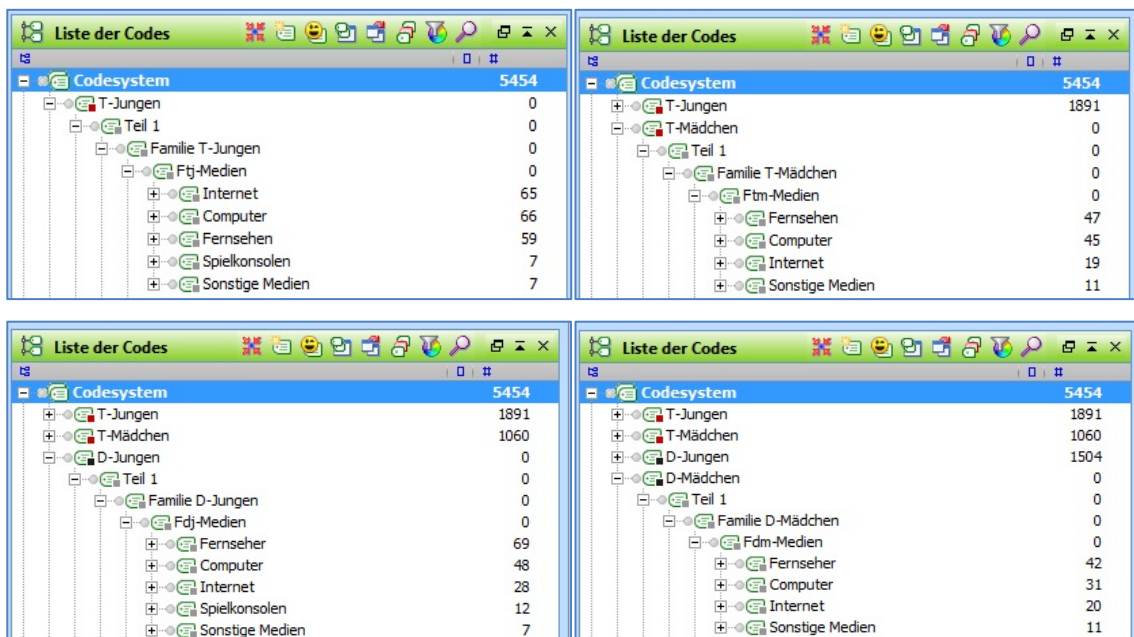 Liste der Codes
#
Codesystem 5454
T-Jungen 0
Teil 1 0
Familie T-Jungen 0
Ftj-Medien 0
Internet 65
Computer 66
Fernsehen 59
Spielkonsolen 7
Sonstige Medien 7
Liste der Codes
#
Codesystem 5454
T-Jungen 1891
T-Mädchen 0
Teil 1 0
Familie T-Mädchen 0
Ftm-Medien 0
Fernsehen 47
Computer 45
Internet 19
Sonstige Medien 11
Liste der Codes
#
Codesystem 5454
T-Jungen 1891
T-Mädchen 1060
D-Jungen 0
Teil 1 0
Familie D-Jungen 0
Fdj-Medien 0
Fernseher 69
Computer 48
Internet 28
Spielkonsolen 12
Sonstige Medien 7
Liste der Codes
#
Codesystem 5454
T-Jungen 1891
T-Mädchen 1060
D-Jungen 1504
D-Mädchen 0
Teil 1 0
Familie D-Mädchen 0
Fdm-Medien 0
Fernseher 42
Computer 31
Internet 20
Sonstige Medien 11